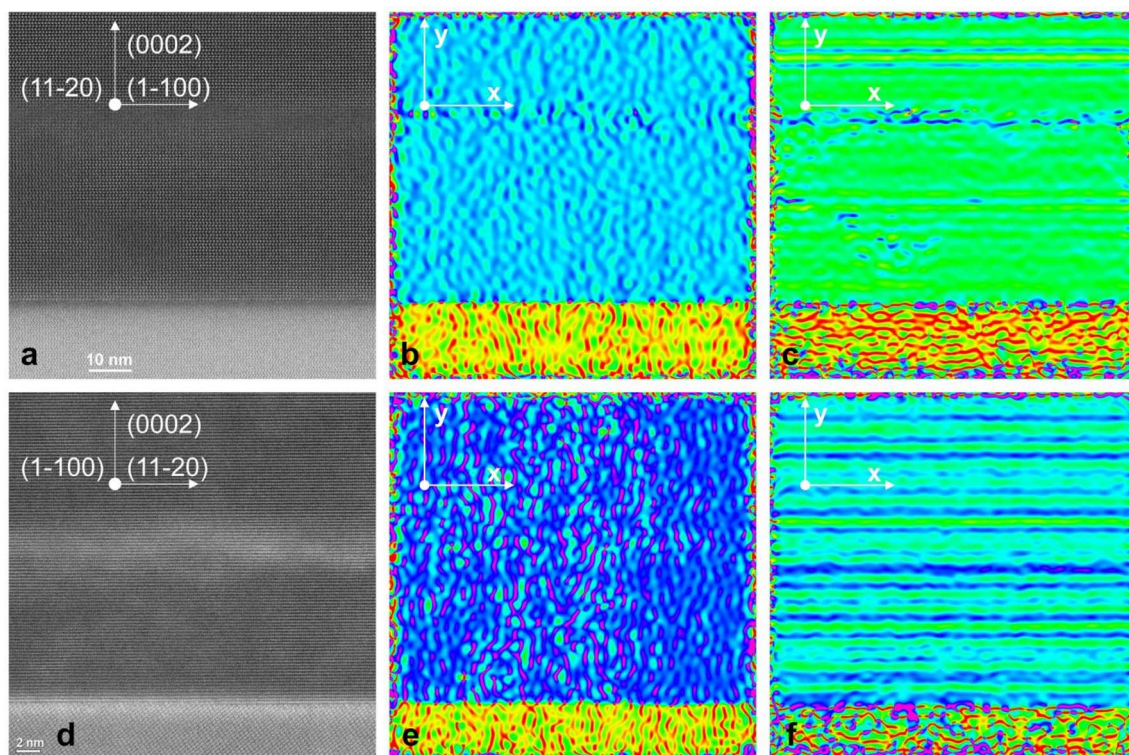 (0002)
(11-20) (1-100)
a
10 nm
y
x
b
y
x
c
(0002)
(1-100) (11-20)
d
2 nm
y
x
e
y
x
f